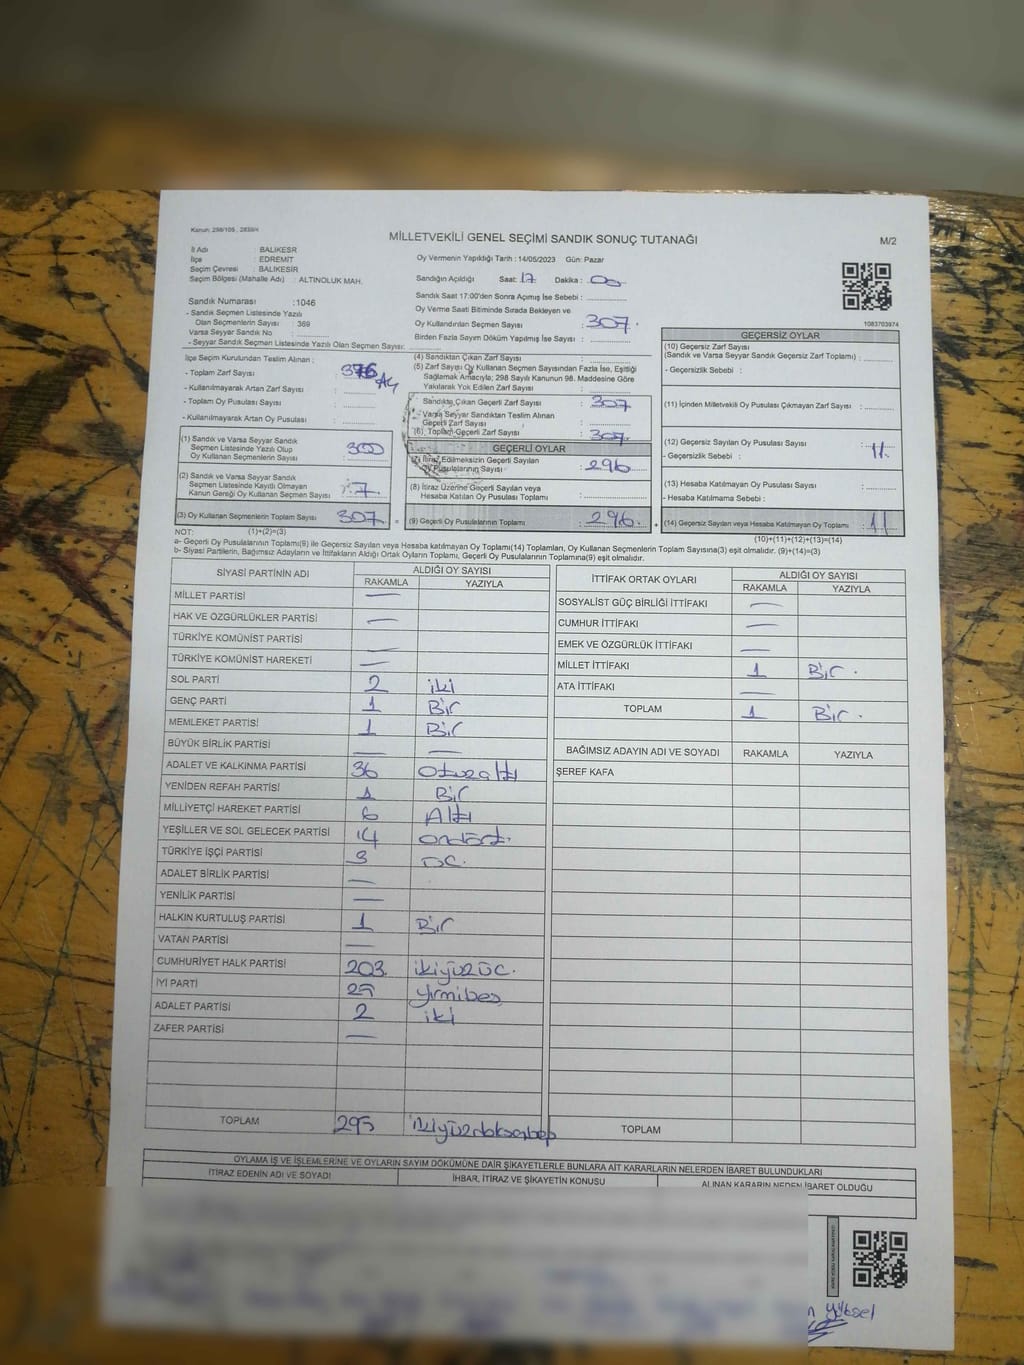 Kanun: 298/105 , 2839/4
MİLLETVEKİLİ GENEL SEÇİMİ SANDIK SONUÇ TUTANAĞI
M/2
İl Adı : BALIKESR
İlçe : EDREMIT
Seçim Çevresi : BALIKESİR
Seçim Bölgesi (Mahalle Adı) : ALTINOLUK MAH.
Oy Vermenin Yapıldığı Tarih : 14/05/2023 Gün: Pazar
Sandığın Açıldığı Saat: 17 Dakika: 00
Sandık Saat 17:00'den Sonra Açımış İse Sebebi :
Oy Verme Saati Bitiminde Sırada Bekleyen ve
Oy Kullandırılan Seçmen Sayısı : 307.
Birden Fazla Sayım Döküm Yapılmış İse Sayısı :
1083703974
Sandık Numarası :1046
- Sandık Seçmen Listesinde Yazılı
Olan Seçmenlerin Sayısı : 369
Varsa Seyyar Sandık No :
- Seyyar Sandık Seçmen Listesinde Yazılı Olan Seçmen Sayısı:
İlçe Seçim Kurulundan Teslim Alınan :
- Toplam Zarf Sayısı
- Kullanılmayarak Artan Zarf Sayısı :
- Toplam Oy Pusulası Sayısı :
- Kullanılmayarak Artan Oy Pusulası :
(1) Sandık ve Varsa Seyyar Sandık
Seçmen Listesinde Yazılı Olup
Oy Kullanan Seçmenlerin Sayısı : 300
(2) Sandık ve Varsa Seyyar Sandık
Seçmen Listesinde Kayıtlı Olmayan
Kanun Gereği Oy Kullanan Seçmen Sayısı : 7.
(3) Oy Kullanan Seçmenlerin Toplam Sayısı : 307.
(4) Sandıktan Çıkan Zarf Sayısı :
(5) Zarf Sayısı Oy Kullanan Seçmen Sayısından Fazla İse, Eşitliği
Sağlamak Amacıyla; 298 Sayılı Kanunun 98. Maddesine Göre
Yakılarak Yok Edilen Zarf Sayısı :
- Sandıkta Çıkan Geçerli Zarf Sayısı : 307
- Varsa Seyyar Sandıktan Teslim Alınan
Geçerli Zarf Sayısı :
(6) Toplam Geçerli Zarf Sayısı : 307.
GEÇERLİ OYLAR
(7) İtiraz Edilmeksizin Geçerli Sayılan
Oy Pusulalarının Sayısı : 296
(8) İtiraz Üzerine Geçerli Sayılan veya
Hesaba Katılan Oy Pusulası Toplamı :
= (9) Geçerli Oy Pusulalarının Toplamı : 296. +
GEÇERSİZ OYLAR
(10) Geçersiz Zarf Sayısı
(Sandık ve Varsa Seyyar Sandık Geçersiz Zarf Toplamı) :
- Geçersizlik Sebebi :
(11) İçinden Milletvekili Oy Pusulası Çıkmayan Zarf Sayısı :
(12) Geçersiz Sayılan Oy Pusulası Sayısı : 11.
- Geçersizlik Sebebi :
(13) Hesaba Katılmayan Oy Pusulası Sayısı :
- Hesaba Katılmama Sebebi :
(14) Geçersiz Sayılan veya Hesaba Katılmayan Oy Toplamı : 11
NOT: (1)+(2)=(3) (10)+(11)+(12)+(13)=(14)
a- Geçerli Oy Pusulaları Toplamı(9) ile Geçersiz Sayılan veya Hesaba katılmayan Oy Toplamı(14) Toplamları, Oy Kullanan Seçmenlerin Toplam Sayısına(3) eşit olmalıdır. (9)+(14)=(3)
b- Siyasi Partilerin, Bağımsız Adayların ve İttifakların Aldığı Ortak Oyların Toplamı, Geçerli Oy Pusulalarının Toplamına(9) eşit olmalıdır.
SİYASİ PARTİNİN ADI ALDIĞI OY SAYISI
RAKAMLA YAZIYLA
MİLLET PARTİSİ —
HAK VE ÖZGÜRLÜKLER PARTİSİ —
TÜRKİYE KOMÜNİST PARTİSİ —
TÜRKİYE KOMÜNİST HAREKETİ —
SOL PARTİ 2 iki
GENÇ PARTİ 1 Bir
MEMLEKET PARTİSİ 1 Bir
BÜYÜK BİRLİK PARTİSİ — —
ADALET VE KALKINMA PARTİSİ 36 Otuzaltı
YENİDEN REFAH PARTİSİ 1 Bir
MİLLİYETÇİ HAREKET PARTİSİ 6 Altı
YEŞİLLER VE SOL GELECEK PARTİSİ 14 ondört.
TÜRKİYE İŞÇİ PARTİSİ 3 ÜC.
ADALET BİRLİK PARTİSİ —
YENİLİK PARTİSİ —
HALKIN KURTULUŞ PARTİSİ 1 Bir
VATAN PARTİSİ —
CUMHURİYET HALK PARTİSİ 203. ikiyüzüc.
İYİ PARTİ 25 yirmibeş
ADALET PARTİSİ 2 iki
ZAFER PARTİSİ —
TOPLAM 295
İTTİFAK ORTAK OYLARI ALDIĞI OY SAYISI
RAKAMLA YAZIYLA
SOSYALİST GÜÇ BİRLİĞİ İTTİFAKI —
CUMHUR İTTİFAKI —
EMEK VE ÖZGÜRLÜK İTTİFAKI —
MİLLET İTTİFAKI 1 Bir.
ATA İTTİFAKI —
TOPLAM 1 Bir.
BAĞIMSIZ ADAYIN ADI VE SOYADI RAKAMLA YAZIYLA
ŞEREF KAFA
TOPLAM
OYLAMA İŞ VE İŞLEMLERİNE VE OYLARIN SAYIM DÖKÜMÜNE DAİR ŞİKAYETLERLE BUNLARA AİT KARARLARIN NELERDEN İBARET BULUNDUKLARI
İTİRAZ EDENİN ADI VE SOYADI İHBAR, İTİRAZ VE ŞİKAYETİN KONUSU ALINAN KARARIN NEDEN İBARET OLDUĞU
Yüksel